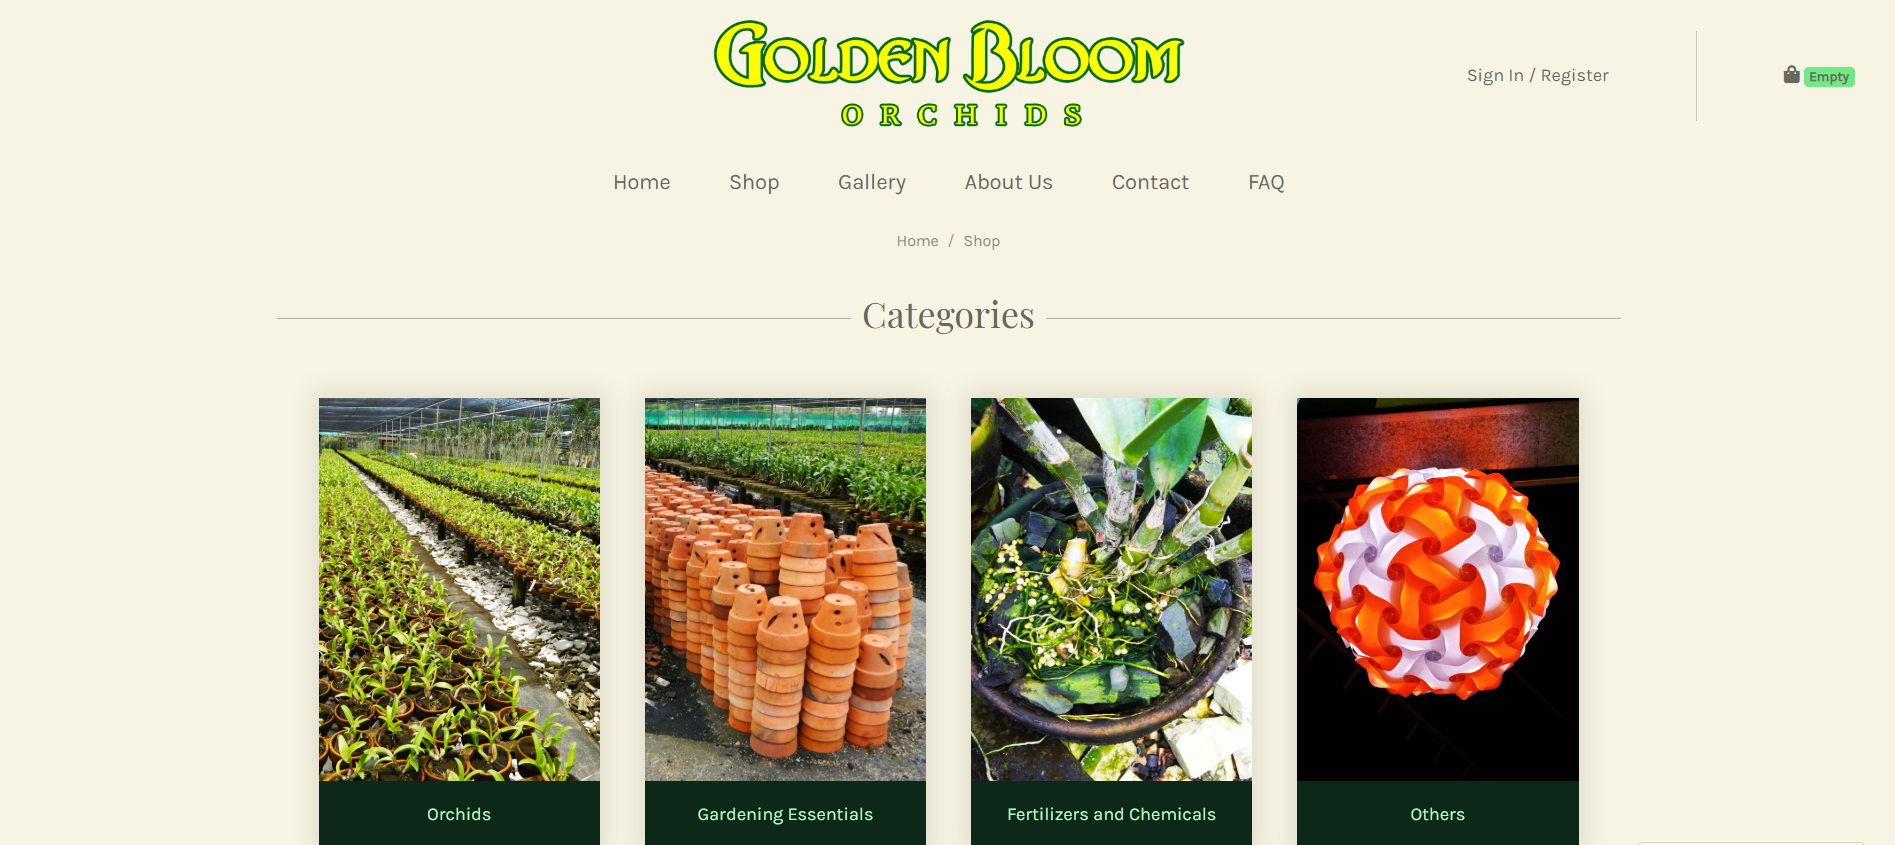 GOLDEN BLOOM
ORCHIDS
Sign In / Register
Empty
Home Shop Gallery About Us Contact FAQ
Home / Shop
Categories
Orchids
Gardening Essentials
Fertilizers and Chemicals
Others